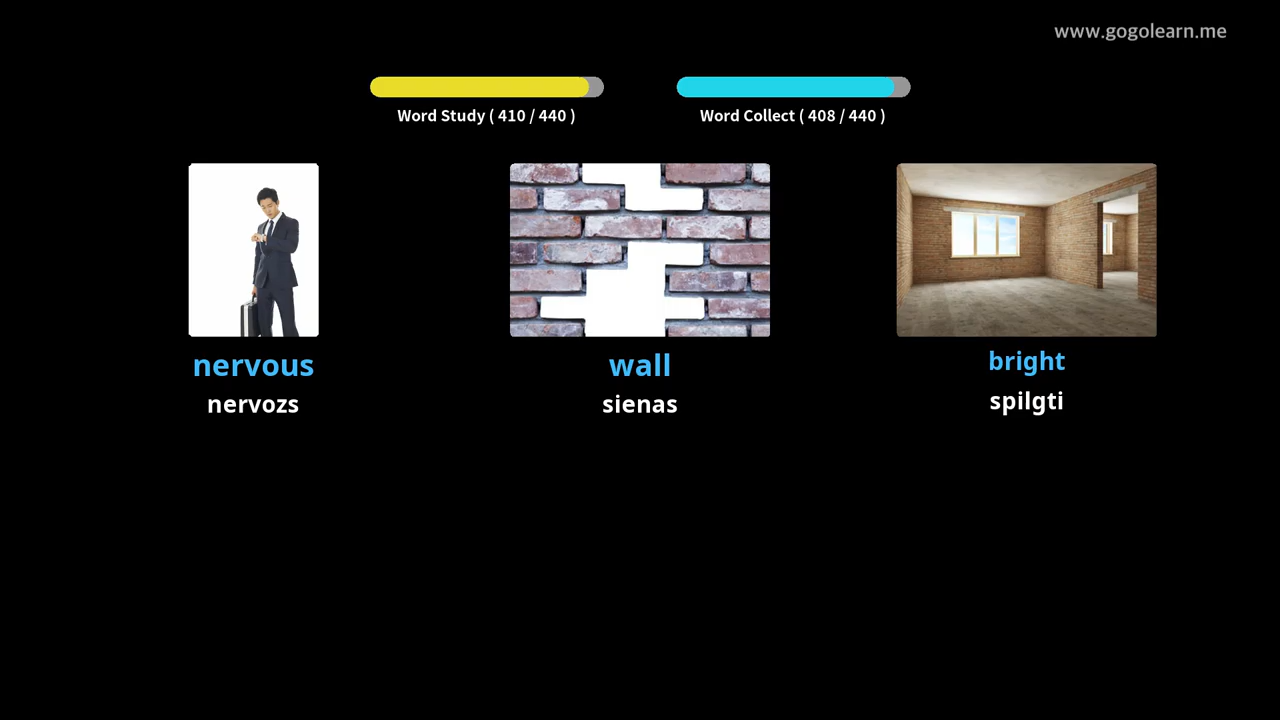 www.gogolearn.me
Word Study ( 410 / 440 )
Word Collect ( 408 / 440 )
nervous
nervozs
wall
sienas
bright
spilgti